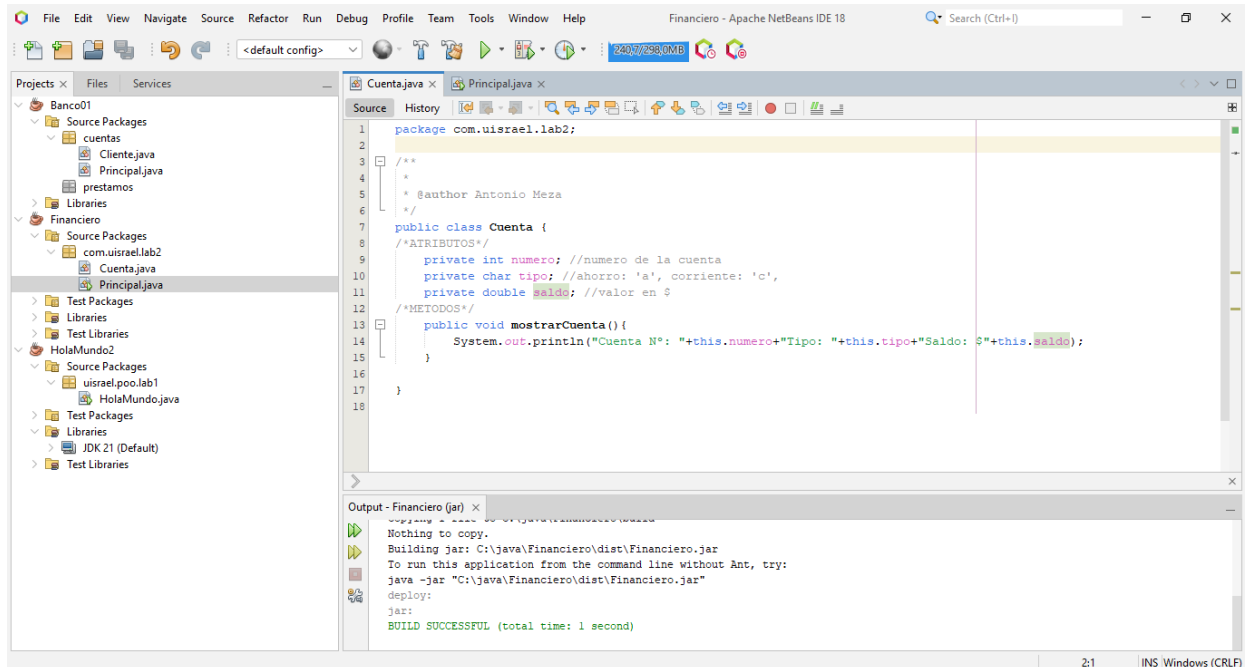 File Edit View Navigate Source Refactor Run Debug Profile Team Tools Window Help Financiero - Apache NetBeans IDE 18 Search (Ctrl+I)
<default config> 240,7/298,0MB
Projects Files Services
Banco01
Source Packages
cuentas
Cliente.java
Principal.java
prestamos
Libraries
Financiero
Source Packages
com.uisrael.lab2
Cuenta.java
Principal.java
Test Packages
Libraries
Test Libraries
HolaMundo2
Source Packages
uisrael.poo.lab1
HolaMundo.java
Test Packages
Libraries
JDK 21 (Default)
Test Libraries
Cuenta.java Principal.java
Source History
1 package com.uisrael.lab2;
2
3 /**
4 *
5 * @author Antonio Meza
6 */
7 public class Cuenta {
8 /*ATRIBUTOS*/
9 private int numero; //numero de la cuenta
10 private char tipo; //ahorro: 'a', corriente: 'c',
11 private double saldo; //valor en $
12 /*METODOS*/
13 public void mostrarCuenta(){
14 System.out.println("Cuenta Nº: "+this.numero+"Tipo: "+this.tipo+"Saldo: $"+this.saldo);
15 }
16
17 }
18
Output - Financiero (jar)
Nothing to copy.
Building jar: C:\java\Financiero\dist\Financiero.jar
To run this application from the command line without Ant, try:
java -jar "C:\java\Financiero\dist\Financiero.jar"
deploy:
jar:
BUILD SUCCESSFUL (total time: 1 second)
2:1 INS Windows (CRLF)